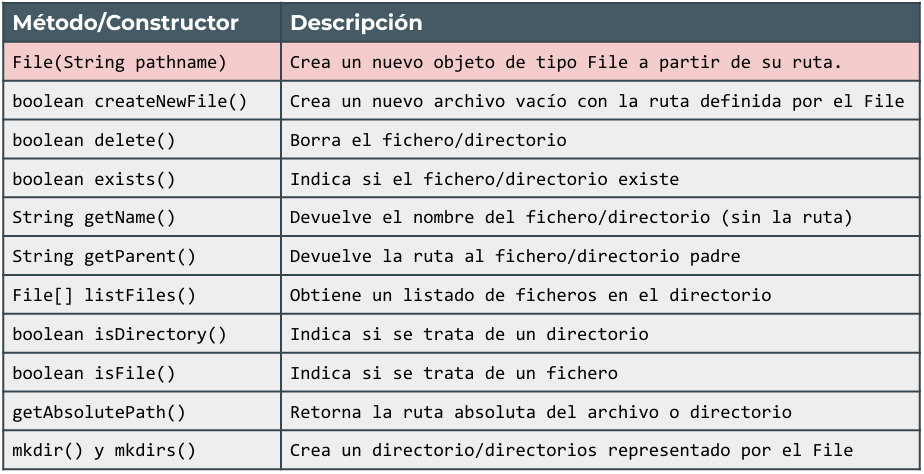 Método/Constructor Descripción
File(String pathname) Crea un nuevo objeto de tipo File a partir de su ruta.
boolean createNewFile() Crea un nuevo archivo vacío con la ruta definida por el File
boolean delete() Borra el fichero/directorio
boolean exists() Indica si el fichero/directorio existe
String getName() Devuelve el nombre del fichero/directorio (sin la ruta)
String getParent() Devuelve la ruta al fichero/directorio padre
File[] listFiles() Obtiene un listado de ficheros en el directorio
boolean isDirectory() Indica si se trata de un directorio
boolean isFile() Indica si se trata de un fichero
getAbsolutePath() Retorna la ruta absoluta del archivo o directorio
mkdir() y mkdirs() Crea un directorio/directorios representado por el File